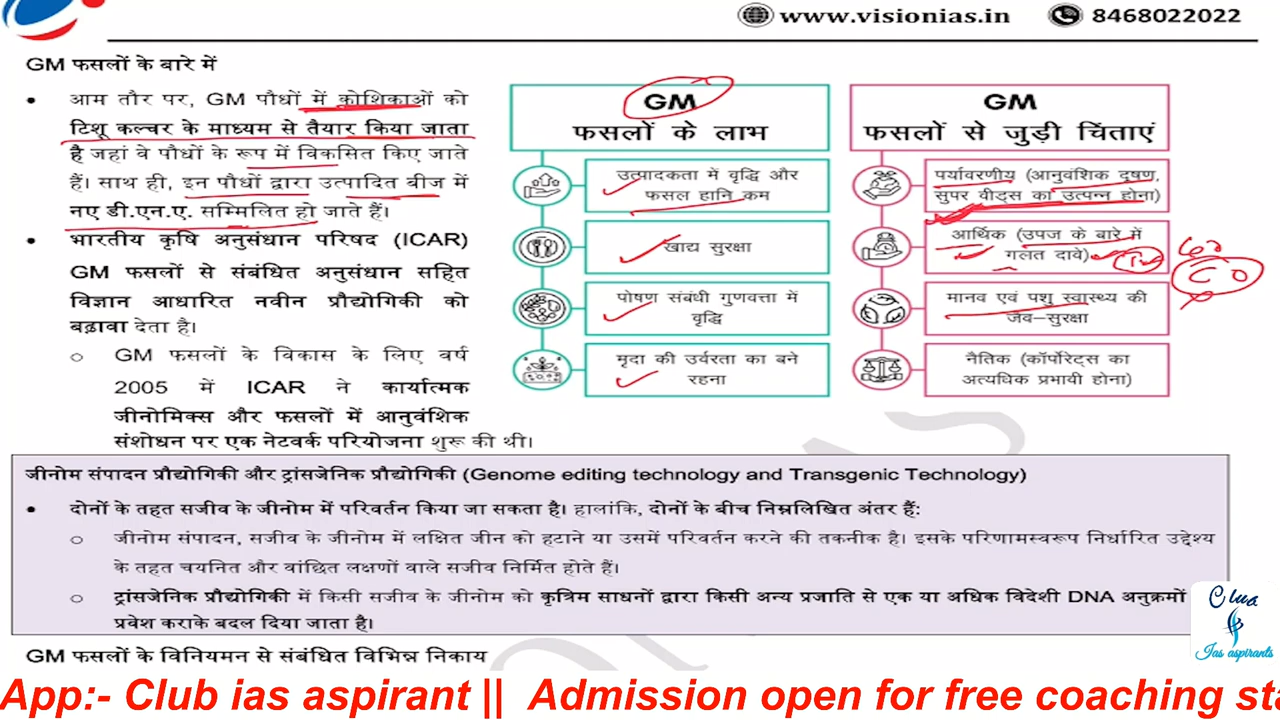 www.visionias.in 8468022022
GM फसलों के बारे में
• आम तौर पर, GM पौधों में कोशिकाओं को
टिशू कल्चर के माध्यम से तैयार किया जाता
है जहां वे पौधों के रूप में विकसित किए जाते
हैं। साथ ही, इन पौधों द्वारा उत्पादित बीज में
नए डी.एन.ए. सम्मिलित हो जाते हैं।
• भारतीय कृषि अनुसंधान परिषद (ICAR)
GM फसलों से संबंधित अनुसंधान सहित
विज्ञान आधारित नवीन प्रौद्योगिकी को
बढ़ावा देता है।
o GM फसलों के विकास के लिए वर्ष
2005 में ICAR ने कार्यात्मक
जीनोमिक्स और फसलों में आनुवंशिक
संशोधन पर एक नेटवर्क परियोजना शुरू की थी।
GM
फसलों के लाभ
उत्पादकता में वृद्धि और
फसल हानि कम
खाद्य सुरक्षा
पोषण संबंधी गुणवत्ता में
वृद्धि
मृदा की उर्वरता का बने
रहना
GM
फसलों से जुड़ी चिंताएं
पर्यावरणीय (आनुवंशिक दूषण,
सुपर वीड्स का उत्पन्न होना)
आर्थिक (उपज के बारे में
गलत दावे)
मानव एवं पशु स्वास्थ्य की
जैव-सुरक्षा
नैतिक (कॉर्पोरेट्स का
अत्यधिक प्रभावी होना)
जीनोम संपादन प्रौद्योगिकी और ट्रांसजेनिक प्रौद्योगिकी (Genome editing technology and Transgenic Technology)
• दोनों के तहत सजीव के जीनोम में परिवर्तन किया जा सकता है। हालांकि, दोनों के बीच निम्नलिखित अंतर हैं:
o जीनोम संपादन, सजीव के जीनोम में लक्षित जीन को हटाने या उसमें परिवर्तन करने की तकनीक है। इसके परिणामस्वरूप निर्धारित उद्देश्य
के तहत चयनित और वांछित लक्षणों वाले सजीव निर्मित होते हैं।
o ट्रांसजेनिक प्रौद्योगिकी में किसी सजीव के जीनोम को कृत्रिम साधनों द्वारा किसी अन्य प्रजाति से एक या अधिक विदेशी DNA अनुक्रमों
प्रवेश कराके बदल दिया जाता है।
Club
Ias aspirants
GM फसलों के विनियमन से संबंधित विभिन्न निकाय
App:- Club ias aspirant || Admission open for free coaching sta